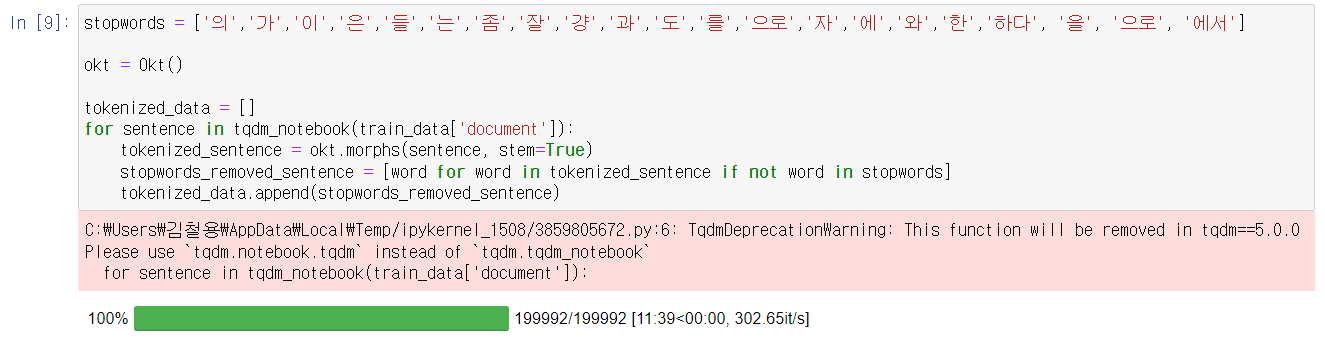 In [9]: stopwords = ['의','가','이','은','들','는','좀','잘','걍','과','도','를','으로','자','에','와','한','하다', '을', '으로', '에서']
okt = Okt()
tokenized_data = []
for sentence in tqdm_notebook(train_data['document']):
    tokenized_sentence = okt.morphs(sentence, stem=True)
    stopwords_removed_sentence = [word for word in tokenized_sentence if not word in stopwords]
    tokenized_data.append(stopwords_removed_sentence)
C:₩Users₩김철용₩AppData₩Local₩Temp/ipykernel_1508/3859805672.py:6: TqdmDeprecationWarning: This function will be removed in tqdm==5.0.0
Please use `tqdm.notebook.tqdm` instead of `tqdm.tqdm_notebook`
  for sentence in tqdm_notebook(train_data['document']):
100% 199992/199992 [11:39<00:00, 302.65it/s]